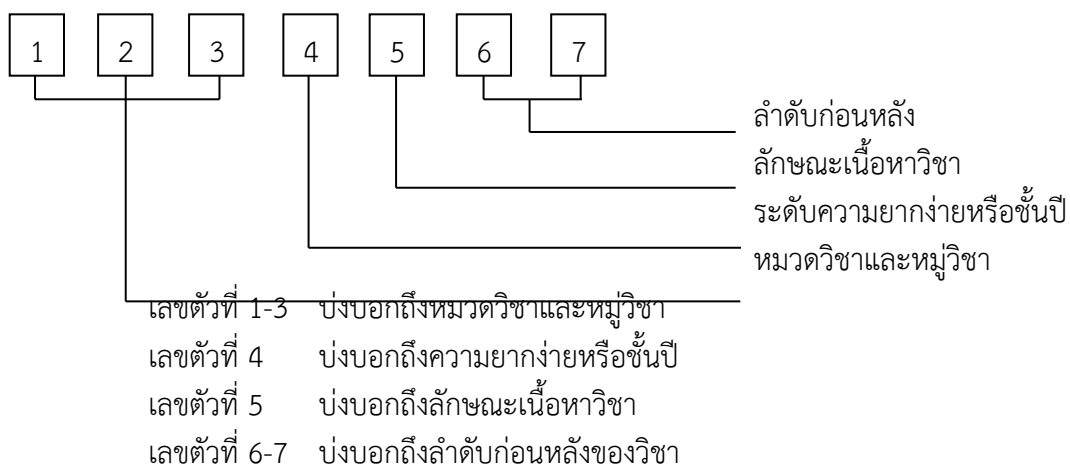 1 2 3 4 5 6 7
ลำดับก่อนหลัง
ลักษณะเนื้อหาวิชา
ระดับความยากง่ายหรือชั้นปี
หมวดวิชาและหมู่วิชา
เลขตัวที่ 1-3 บ่งบอกถึงหมวดวิชาและหมู่วิชา
เลขตัวที่ 4 บ่งบอกถึงความยากง่ายหรือชั้นปี
เลขตัวที่ 5 บ่งบอกถึงลักษณะเนื้อหาวิชา
เลขตัวที่ 6-7 บ่งบอกถึงลำดับก่อนหลังของวิชา